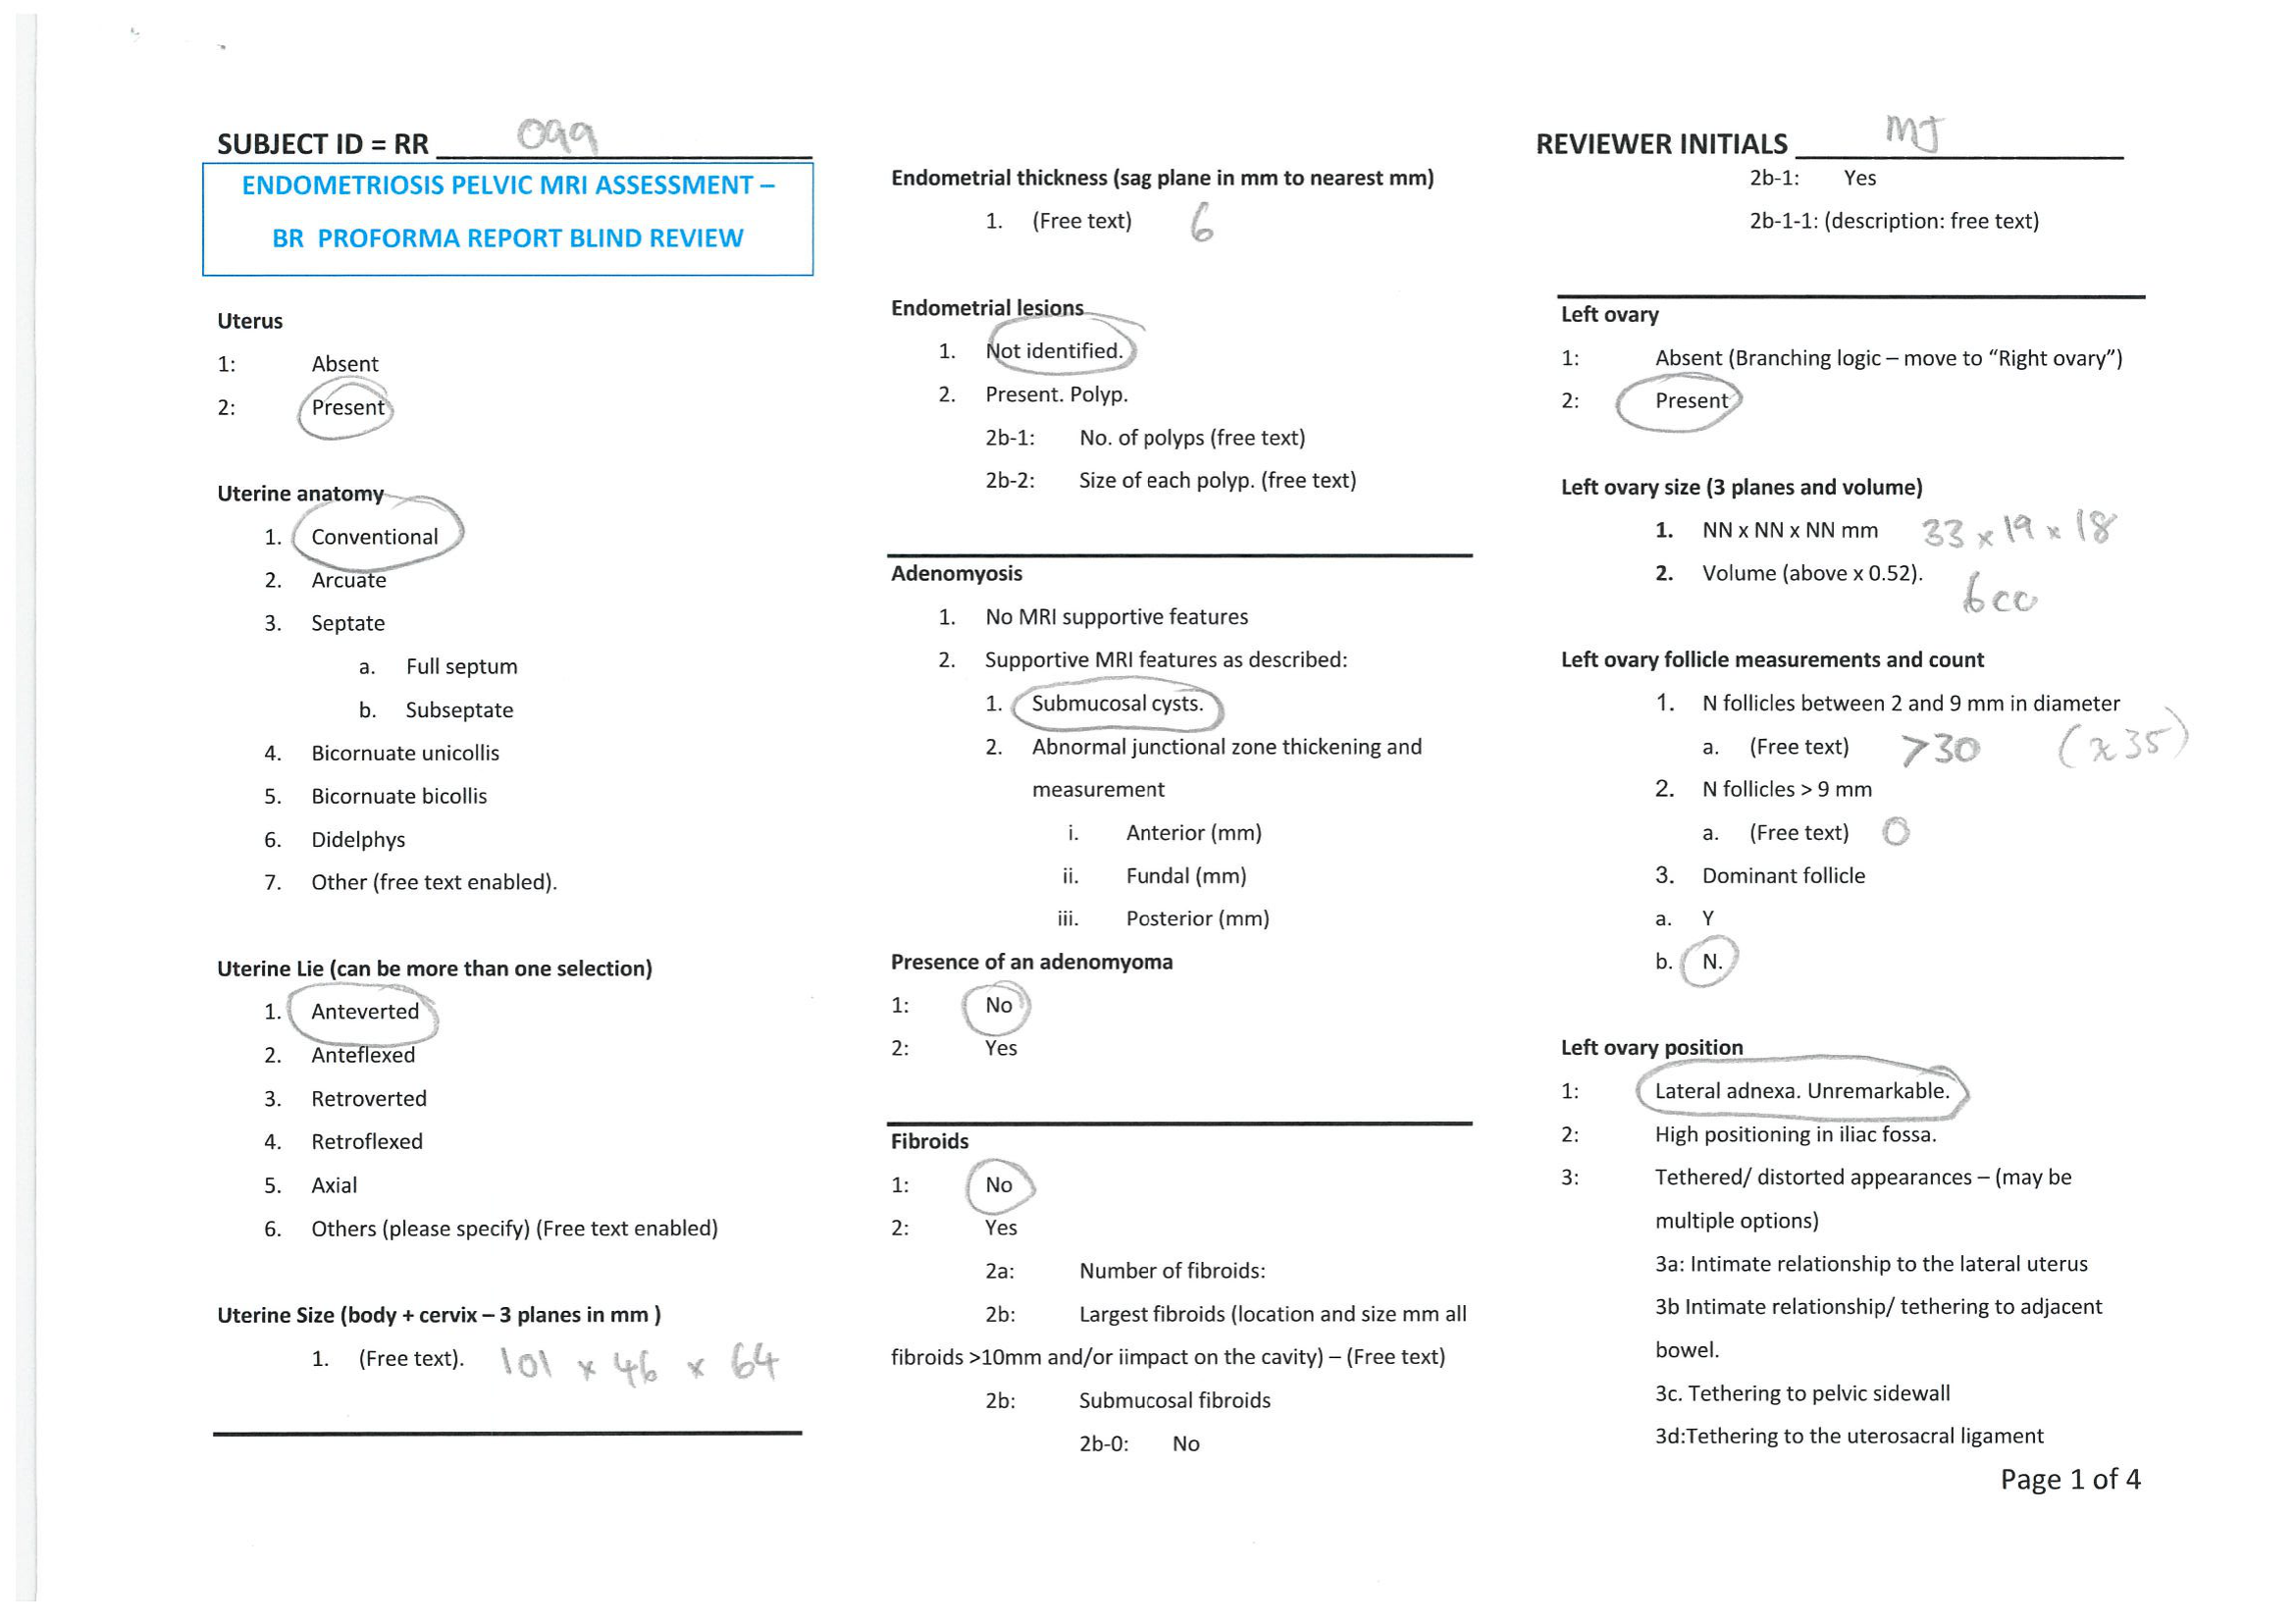 SUBJECT ID = RR 099
ENDOMETRIOSIS PELVIC MRI ASSESSMENT –
BR PROFORMA REPORT BLIND REVIEW
Uterus
1: Absent
2: Present
Uterine anatomy
1. Conventional
2. Arcuate
3. Septate
a. Full septum
b. Subseptate
4. Bicornuate unicollis
5. Bicornuate bicollis
6. Didelphys
7. Other (free text enabled).
Uterine Lie (can be more than one selection)
1. Anteverted
2. Anteflexed
3. Retroverted
4. Retroflexed
5. Axial
6. Others (please specify) (Free text enabled)
Uterine Size (body + cervix – 3 planes in mm )
1. (Free text). 101 x 46 x 64
Endometrial thickness (sag plane in mm to nearest mm)
1. (Free text) 6
Endometrial lesions
1. Not identified.
2. Present. Polyp.
2b-1: No. of polyps (free text)
2b-2: Size of each polyp. (free text)
Adenomyosis
1. No MRI supportive features
2. Supportive MRI features as described:
1. Submucosal cysts.
2. Abnormal junctional zone thickening and
measurement
i. Anterior (mm)
ii. Fundal (mm)
iii. Posterior (mm)
Presence of an adenomyoma
1: No
2: Yes
Fibroids
1: No
2: Yes
2a: Number of fibroids:
2b: Largest fibroids (location and size mm all
fibroids >10mm and/or iimpact on the cavity) – (Free text)
2b: Submucosal fibroids
2b-0: No
REVIEWER INITIALS MJ
2b-1: Yes
2b-1-1: (description: free text)
Left ovary
1: Absent (Branching logic – move to “Right ovary”)
2: Present
Left ovary size (3 planes and volume)
1. NN x NN x NN mm 33 x 19 x 18
2. Volume (above x 0.52).
6cc
Left ovary follicle measurements and count
1. N follicles between 2 and 9 mm in diameter
a. (Free text) >30 (x35)
2. N follicles > 9 mm
a. (Free text) 0
3. Dominant follicle
a. Y
b. N.
Left ovary position
1: Lateral adnexa. Unremarkable.
2: High positioning in iliac fossa.
3: Tethered/ distorted appearances – (may be
multiple options)
3a: Intimate relationship to the lateral uterus
3b Intimate relationship/ tethering to adjacent
bowel.
3c. Tethering to pelvic sidewall
3d:Tethering to the uterosacral ligament
Page 1 of 4